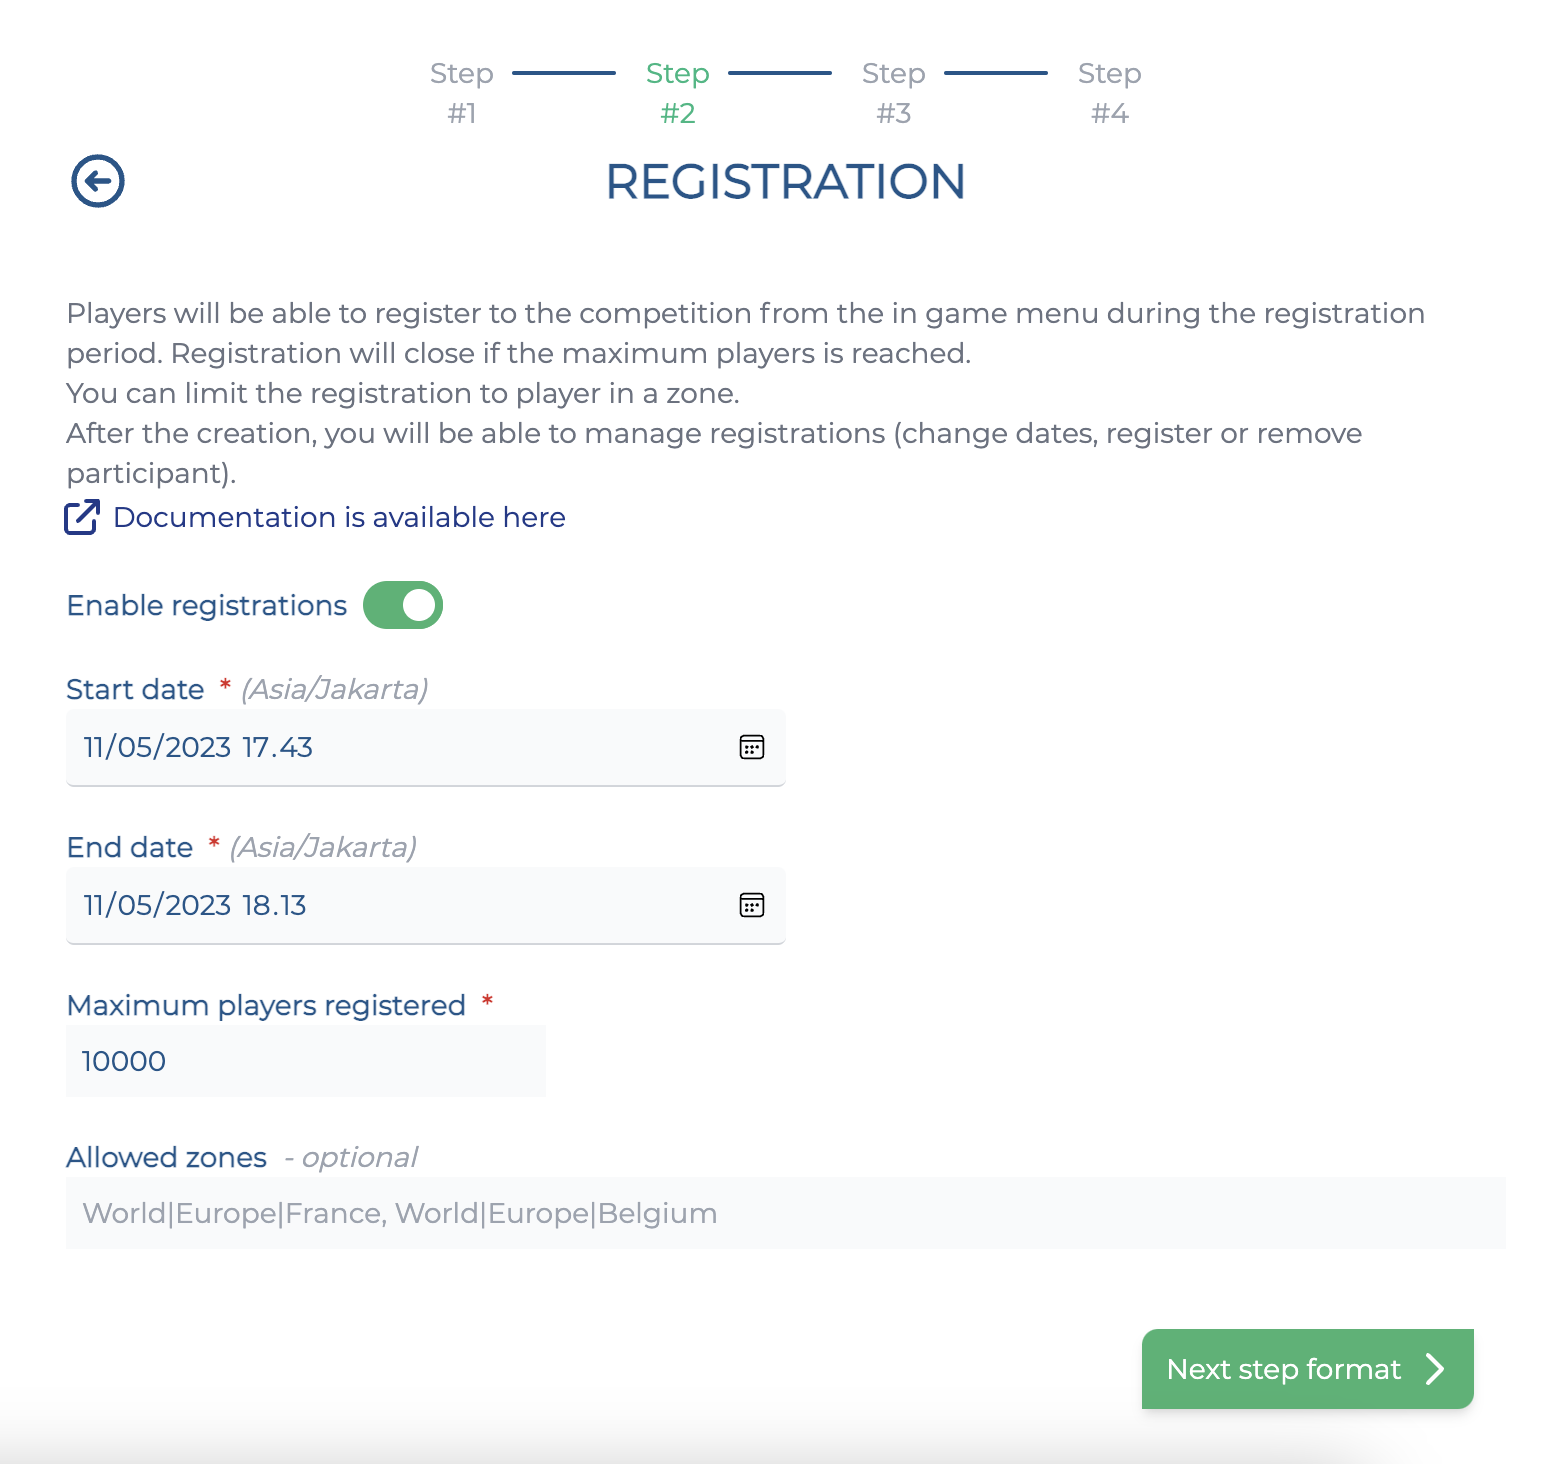 Step
#1
Step
#2
Step
#3
Step
#4
REGISTRATION
Players will be able to register to the competition from the in game menu during the registration
period. Registration will close if the maximum players is reached.
You can limit the registration to player in a zone.
After the creation, you will be able to manage registrations (change dates, register or remove
participant).
Documentation is available here
Enable registrations
Start date * (Asia/Jakarta)
11/05/2023 17.43
End date * (Asia/Jakarta)
11/05/2023 18.13
Maximum players registered *
10000
Allowed zones - optional
World|Europe|France, World|Europe|Belgium
Next step format